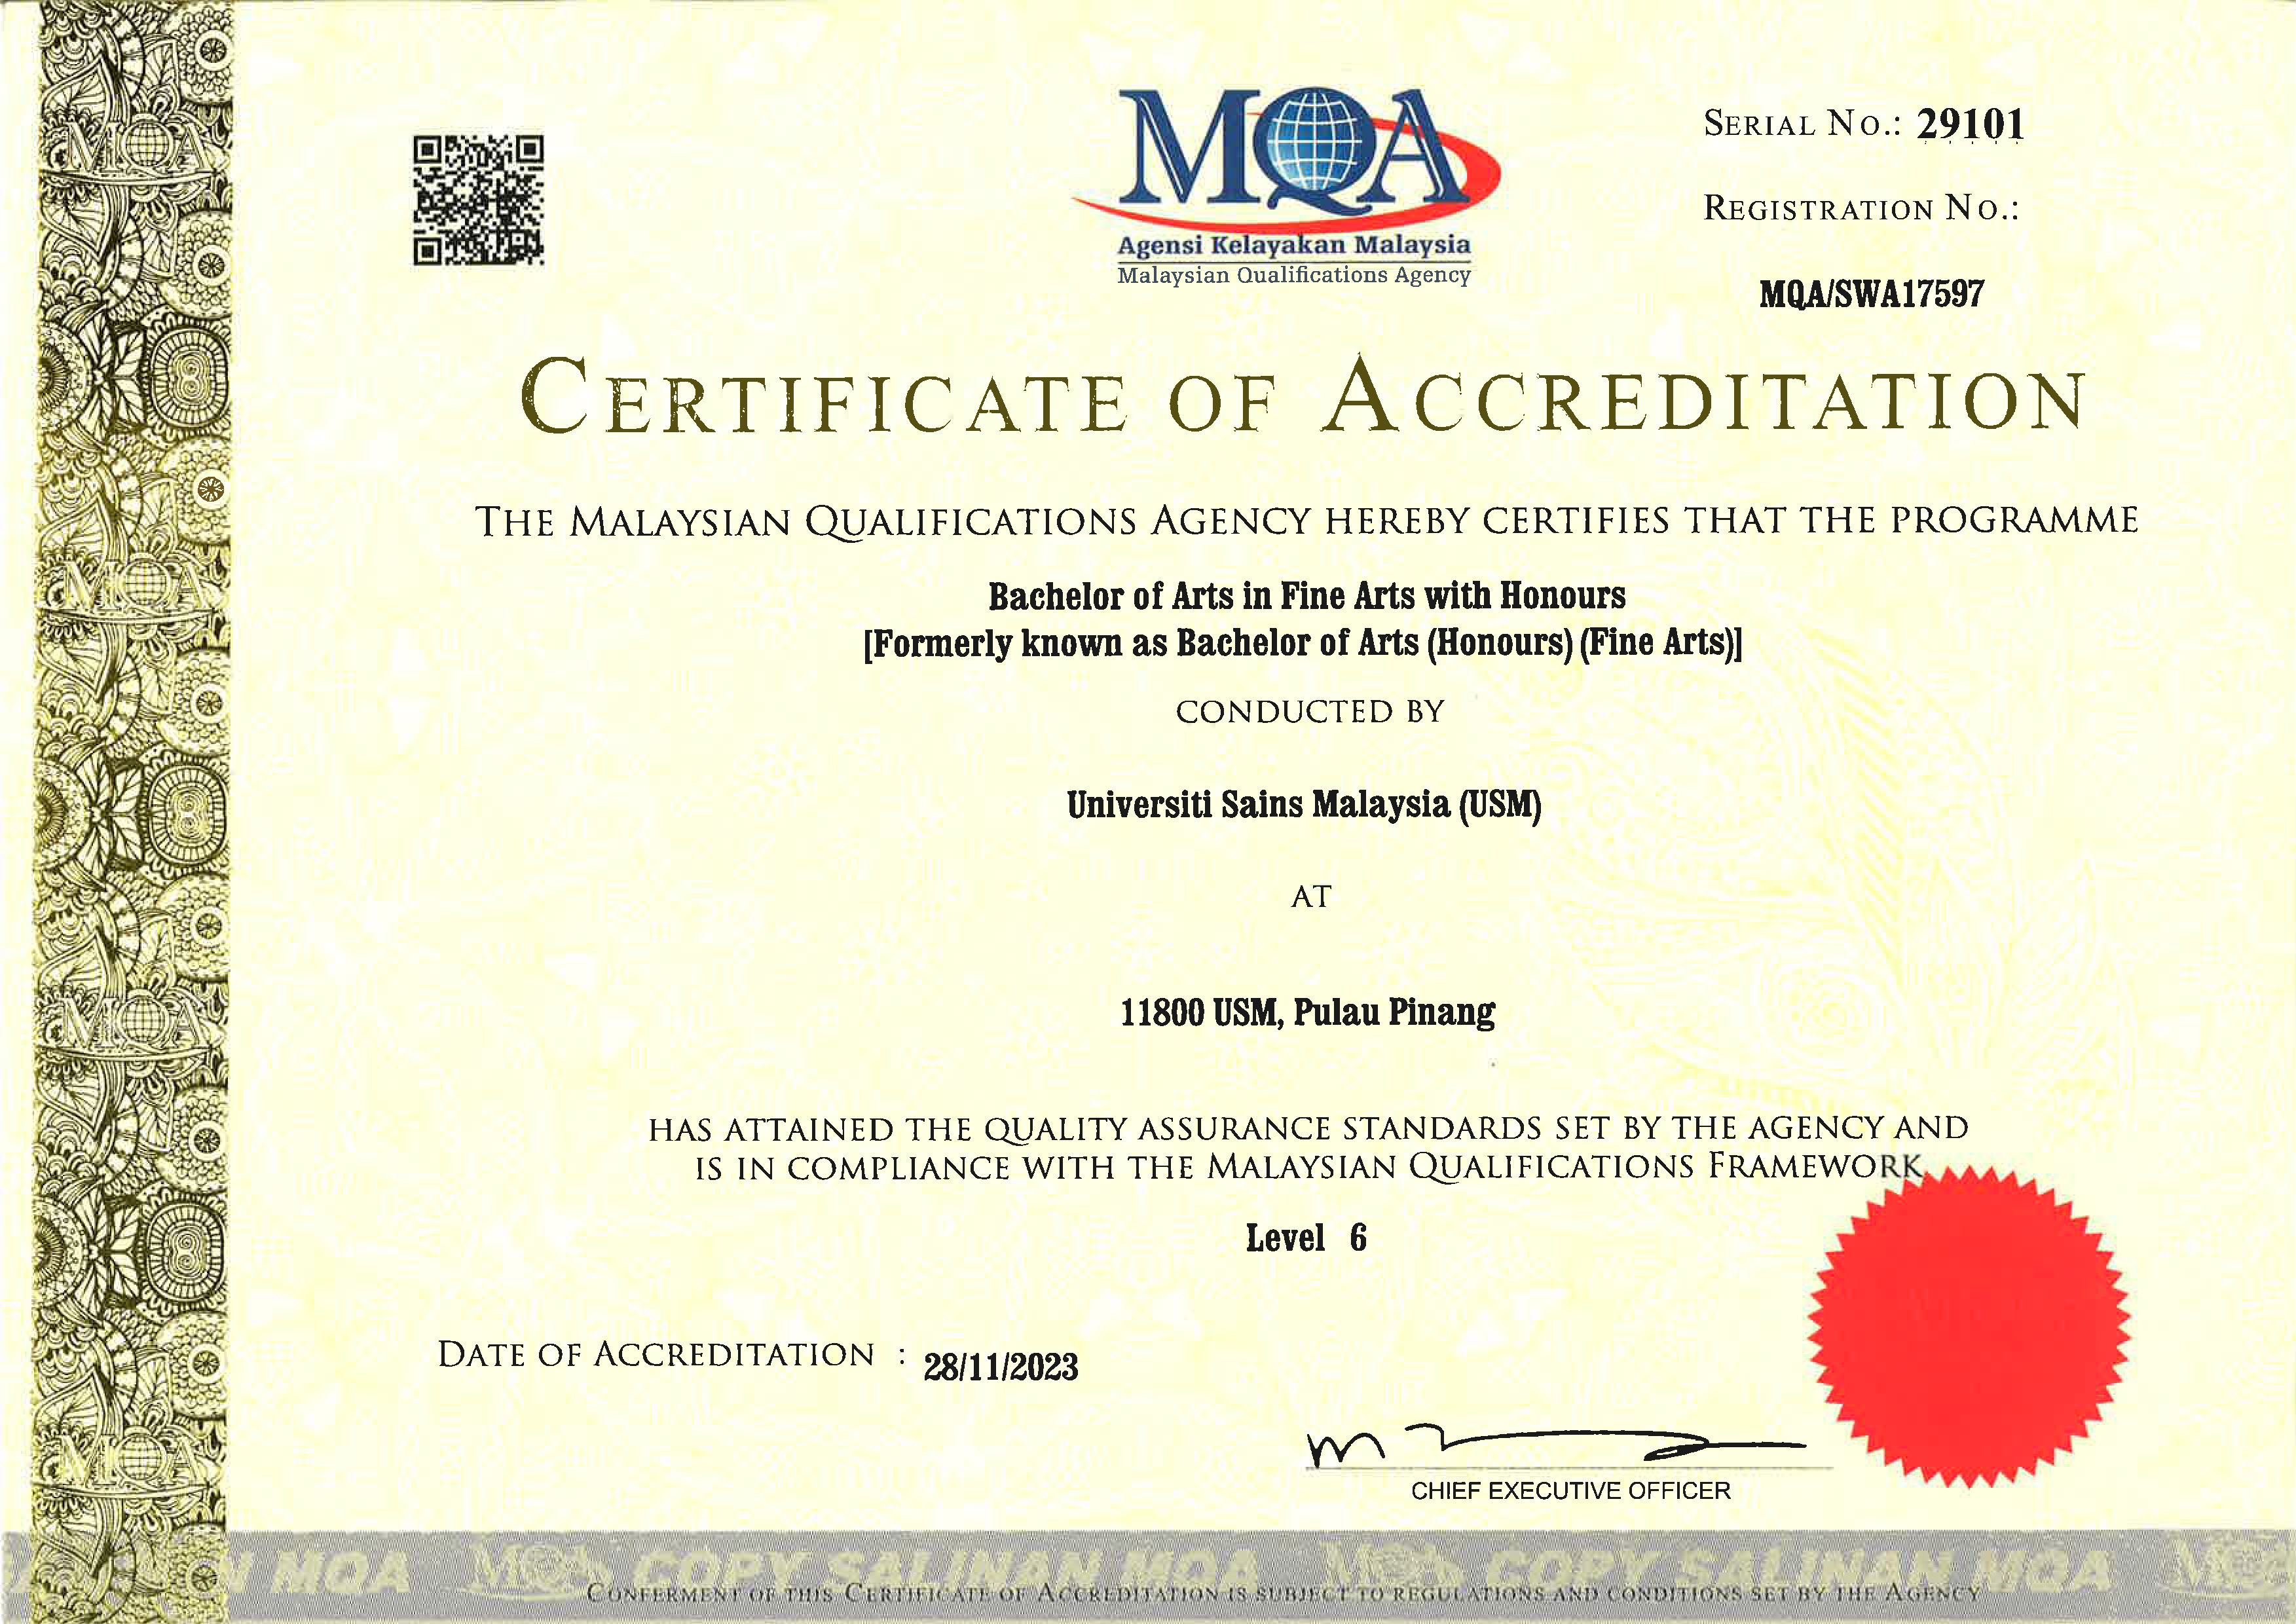 MQA
Agensi Kelayakan Malaysia
Malaysian Qualifications Agency
SERIAL NO.: 29101
REGISTRATION NO.:
MQA/SWA17597
CERTIFICATE OF ACCREDITATION
THE MALAYSIAN QUALIFICATIONS AGENCY HEREBY CERTIFIES THAT THE PROGRAMME
Bachelor of Arts in Fine Arts with Honours
[Formerly known as Bachelor of Arts (Honours) (Fine Arts)]
CONDUCTED BY
Universiti Sains Malaysia (USM)
AT
11800 USM, Pulau Pinang
HAS ATTAINED THE QUALITY ASSURANCE STANDARDS SET BY THE AGENCY AND
IS IN COMPLIANCE WITH THE MALAYSIAN QUALIFICATIONS FRAMEWORK
Level 6
DATE OF ACCREDITATION : 28/11/2023
CHIEF EXECUTIVE OFFICER
MQA MQA COPY SALINAN MQA MQA COPY SALINAN MQA MQA
CONFERMENT OF THIS CERTIFICATE OF ACCREDITATION IS SUBJECT TO REGULATIONS AND CONDITIONS SET BY THE AGENCY